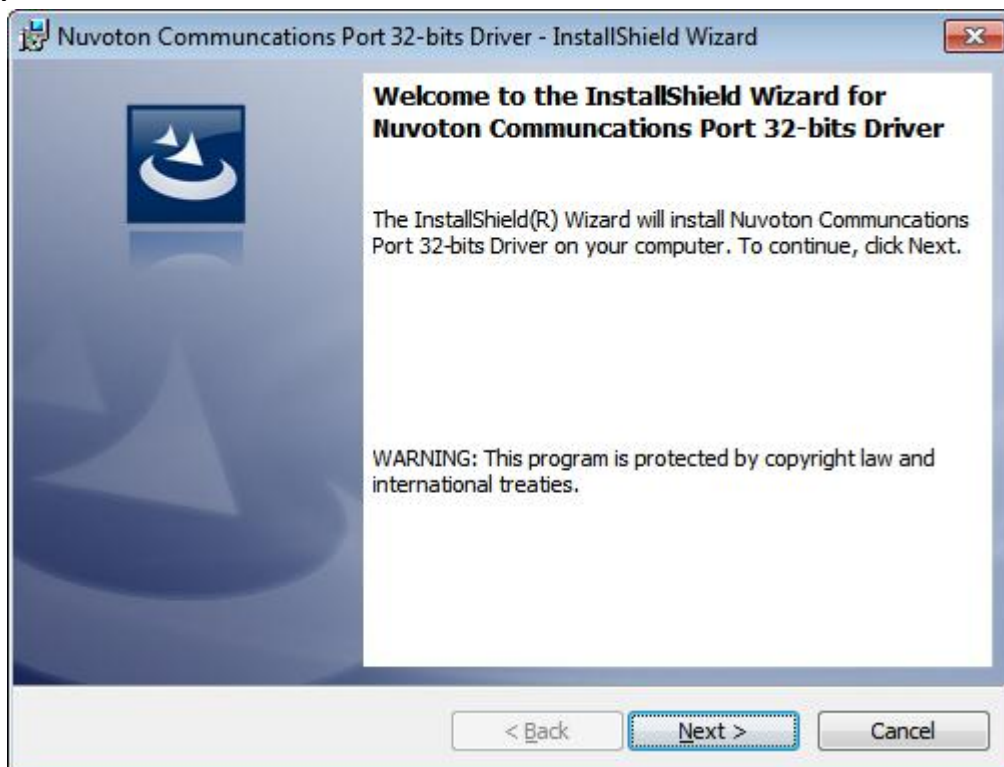 Nuvoton Communcations Port 32-bits Driver - InstallShield Wizard
Welcome to the InstallShield Wizard for
Nuvoton Communcations Port 32-bits Driver
The InstallShield(R) Wizard will install Nuvoton Communcations
Port 32-bits Driver on your computer. To continue, click Next.
WARNING: This program is protected by copyright law and
international treaties.
< Back Next > Cancel